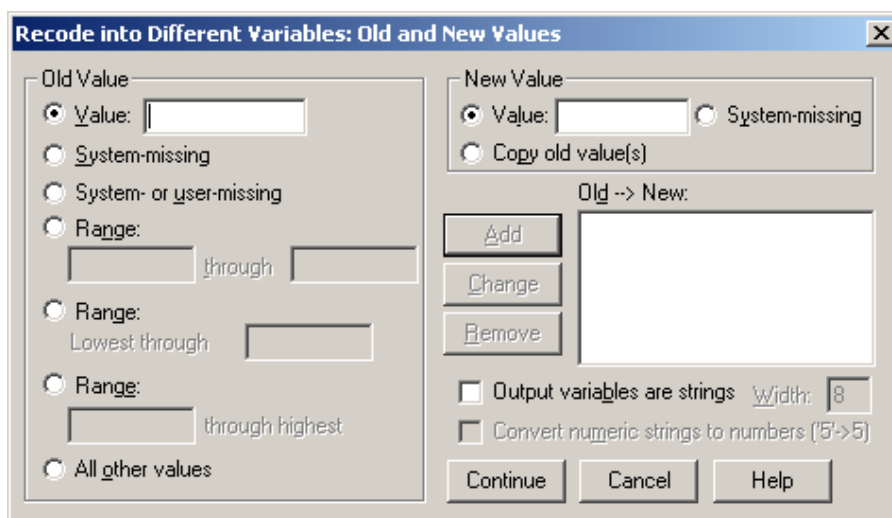 Recode into Different Variables: Old and New Values
Old Value
Value:
System-missing
System- or user-missing
Range:
through
Range:
Lowest through
Range:
through highest
All other values
New Value
Value:
System-missing
Copy old value(s)
Old --> New:
Add
Change
Remove
Output variables are strings Width: 8
Convert numeric strings to numbers ('5'->5)
Continue Cancel Help